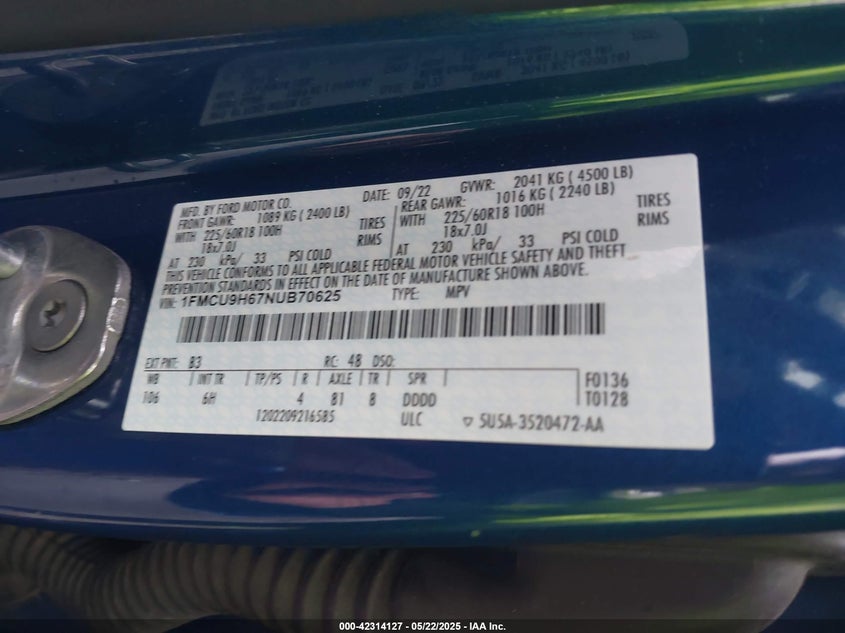 MFD. BY FORD MOTOR CO.
DATE: 09/22 GVWR: 2041 KG ( 4500 LB)
FRONT GAWR: 1089 KG ( 2400 LB)
REAR GAWR: 1016 KG ( 2240 LB)
WITH 225/60R18 100H TIRES
WITH 225/60R18 100H TIRES
18x7.0J RIMS
18x7.0J RIMS
AT 230 kPa/ 33 PSI COLD
AT 230 kPa/ 33 PSI COLD
THIS VEHICLE CONFORMS TO ALL APPLICABLE FEDERAL MOTOR VEHICLE SAFETY AND THEFT
PREVENTION STANDARDS IN EFFECT ON THE DATE OF MANUFACTURE SHOWN ABOVE.
VIN: 1FMCU9H67NUB70625 TYPE: MPV
EXT PNT: B3 RC: 48 DSO:
WB INT TR TP/PS R AXLE TR SPR
106 6H 4 81 8 DDDD
F0136
T0128
1202209216585 ULC ▽ 5U5A-3520472-AA
000-42314127 - 05/22/2025 - IAA Inc.